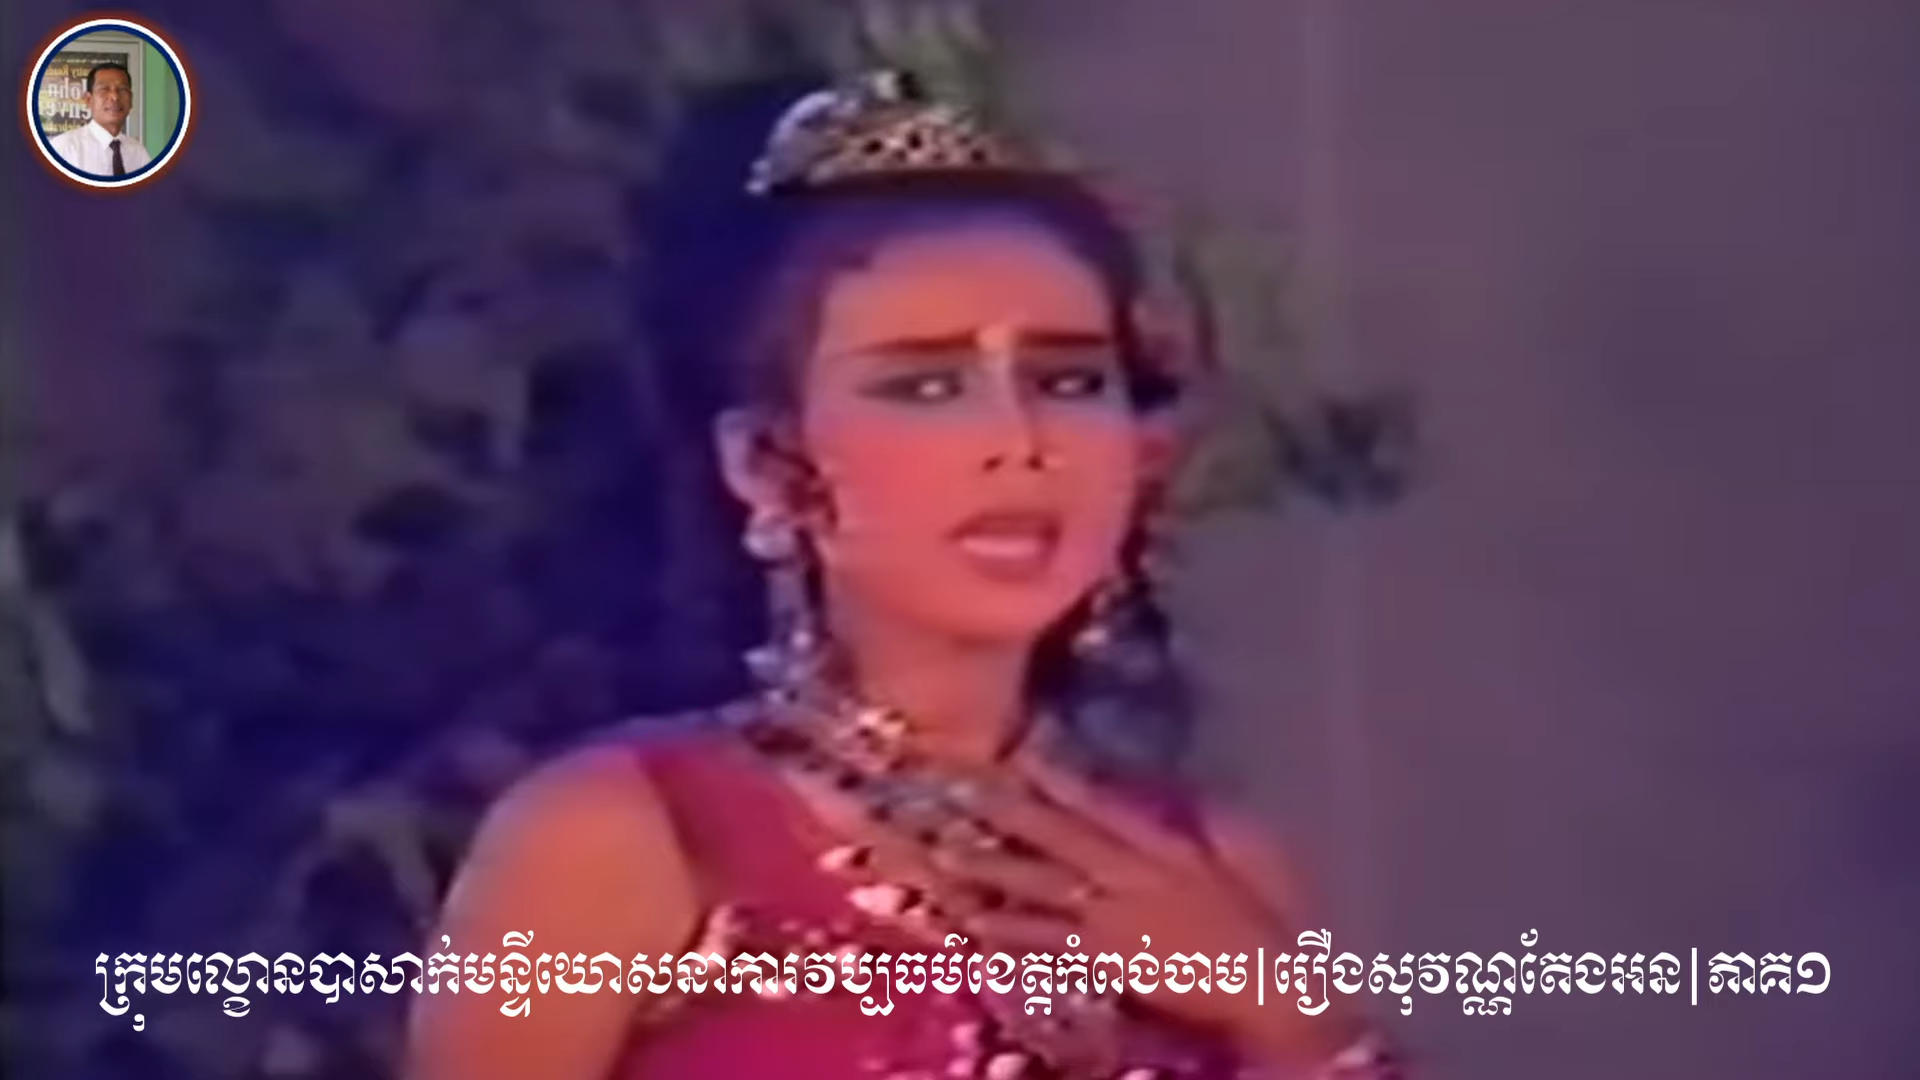 ក្រុមល្ខោនបាសាក់មន្ទីឃោសនាការវប្បធម៌ខេត្តកំពង់ចាម|រឿងសុវណ្ណតែងអន|ភាគ១
John